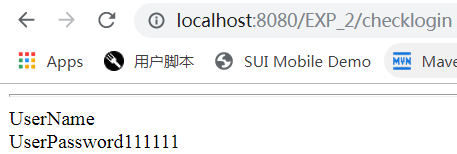 localhost:8080/EXP_2/checklogin
Apps 用户脚本 SUI Mobile Demo MVN Mave
UserName
UserPassword111111